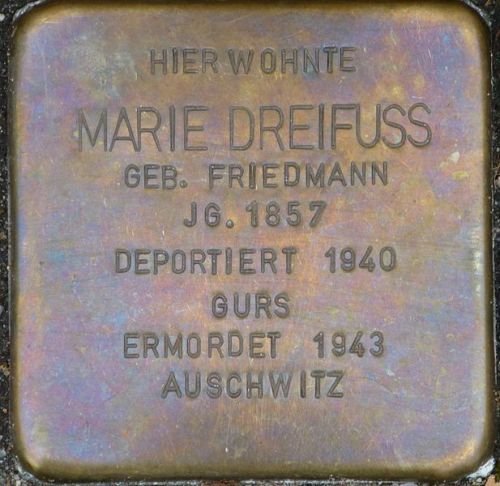 HIER WOHNTE
MARIE DREIFUSS
GEB. FRIEDMANN
JG. 1857
DEPORTIERT 1940
GURS
ERMORDET 1943
AUSCHWITZ